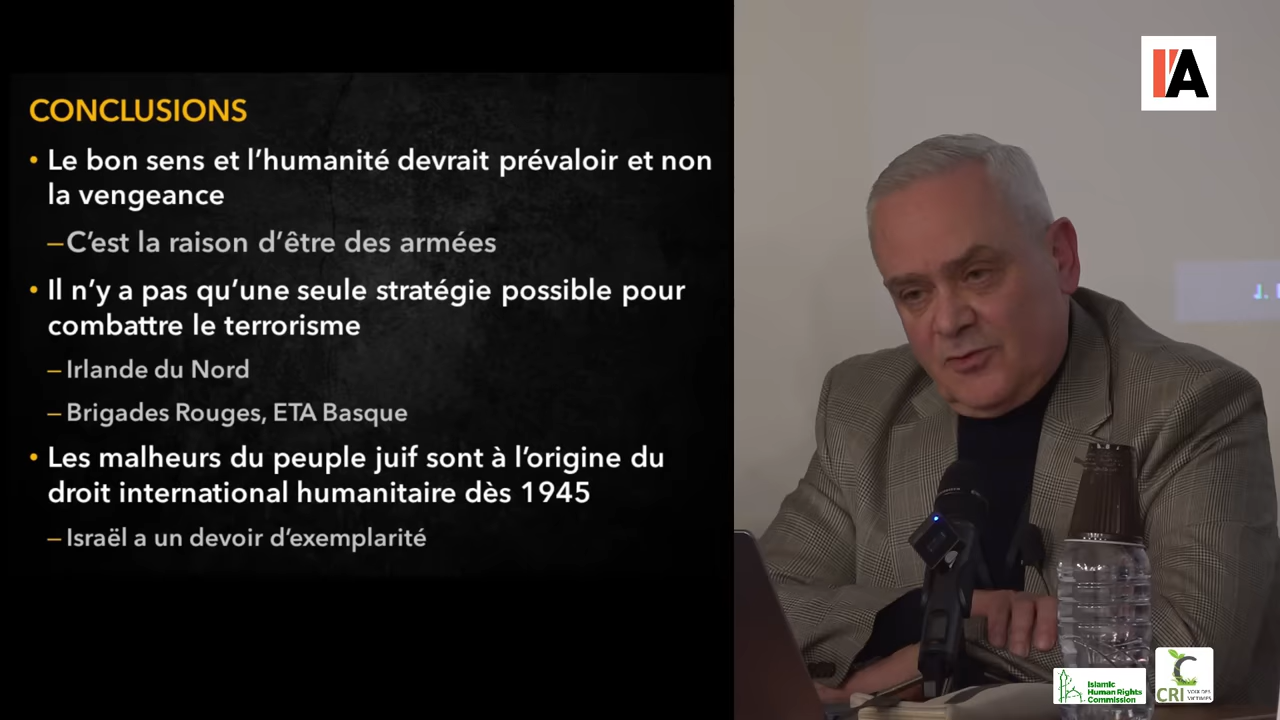 CONCLUSIONS
• Le bon sens et l'humanité devrait prévaloir et non
la vengeance
–C'est la raison d'être des armées
• Il n'y a pas qu'une seule stratégie possible pour
combattre le terrorisme
– Irlande du Nord
– Brigades Rouges, ETA Basque
• Les malheurs du peuple juif sont à l'origine du
droit international humanitaire dès 1945
– Israël a un devoir d'exemplarité
I'A
J.
Islamic
Human Rights
Commission
CRI VOIX DES
VICTIMES